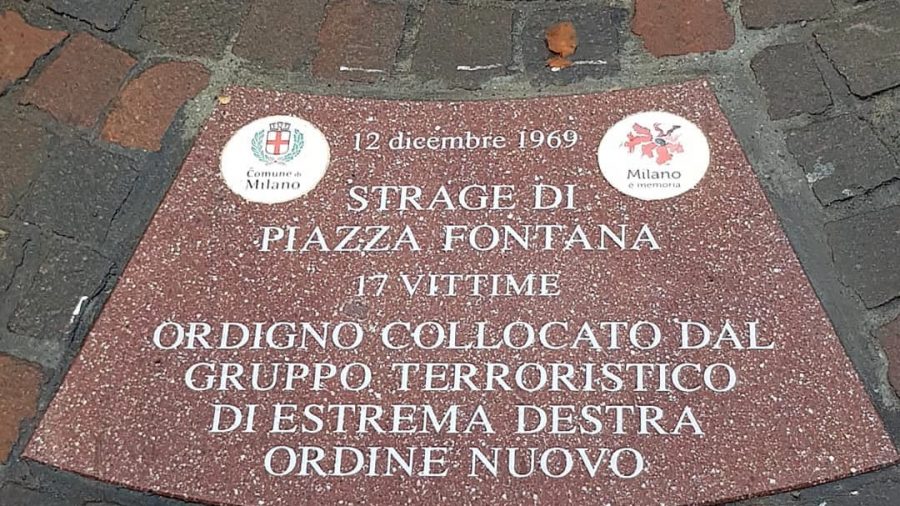 Comune di
Milano
12 dicembre 1969
Milano
è memoria
STRAGE DI
PIAZZA FONTANA
17 VITTIME
ORDIGNO COLLOCATO DAL
GRUPPO TERRORISTICO
DI ESTREMA DESTRA
ORDINE NUOVO